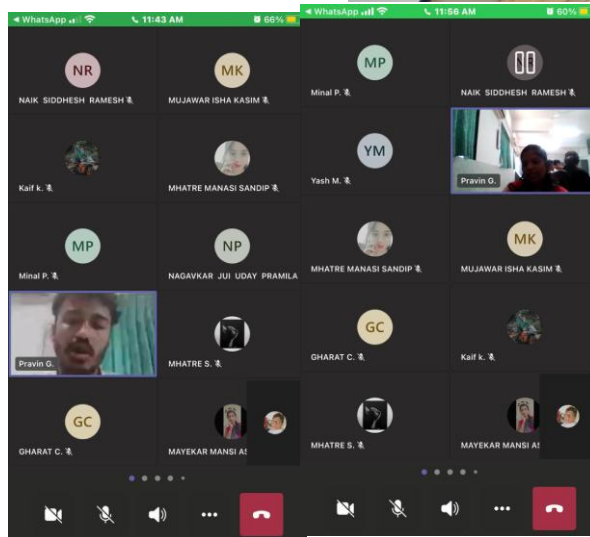 ◄ WhatsApp 11:43 AM 66%
NR MK
NAIK SIDDHESH RAMESH MUJAWAR ISHA KASIM
Kaif k. MHATRE MANASI SANDIP
MP NP
Minal P. NAGAVKAR JUI UDAY PRAMILA
Pravin G. MHATRE S.
GC
GHARAT C. MAYEKAR MANSI AS
◄ WhatsApp 11:56 AM 60%
MP
Minal P. NAIK SIDDHESH RAMESH
YM
Yash M. Pravin G.
MK
MHATRE MANASI SANDIP MUJAWAR ISHA KASIM
GC
GHARAT C. Kaif k.
MHATRE S. MAYEKAR MANSI AS